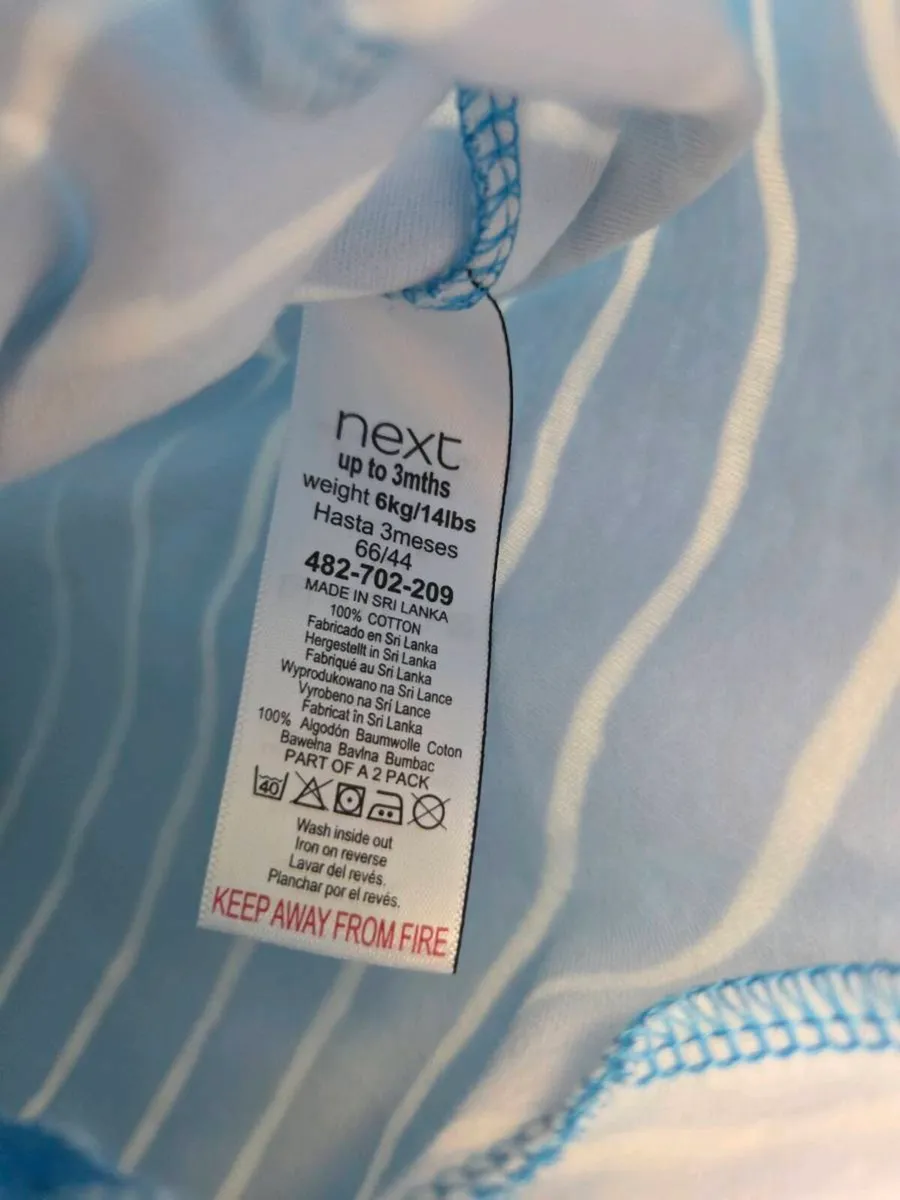 next
up to 3mths
weight 6kg/14lbs
Hasta 3meses
66/44
482-702-209
MADE IN SRI LANKA
100% COTTON
Fabricado en Sri Lanka
Hergestellt in Sri Lanka
Fabriqué au Sri Lanka
Wyprodukowano na Sri Lance
Vyrobeno na Srí Lance
Fabricat în Sri Lanka
100% Algodón Baumwolle Coton
Bawełna Bavlna Bumbac
PART OF A 2 PACK
40
Wash inside out
Iron on reverse
Lavar del revés.
Planchar por el revés.
KEEP AWAY FROM FIRE